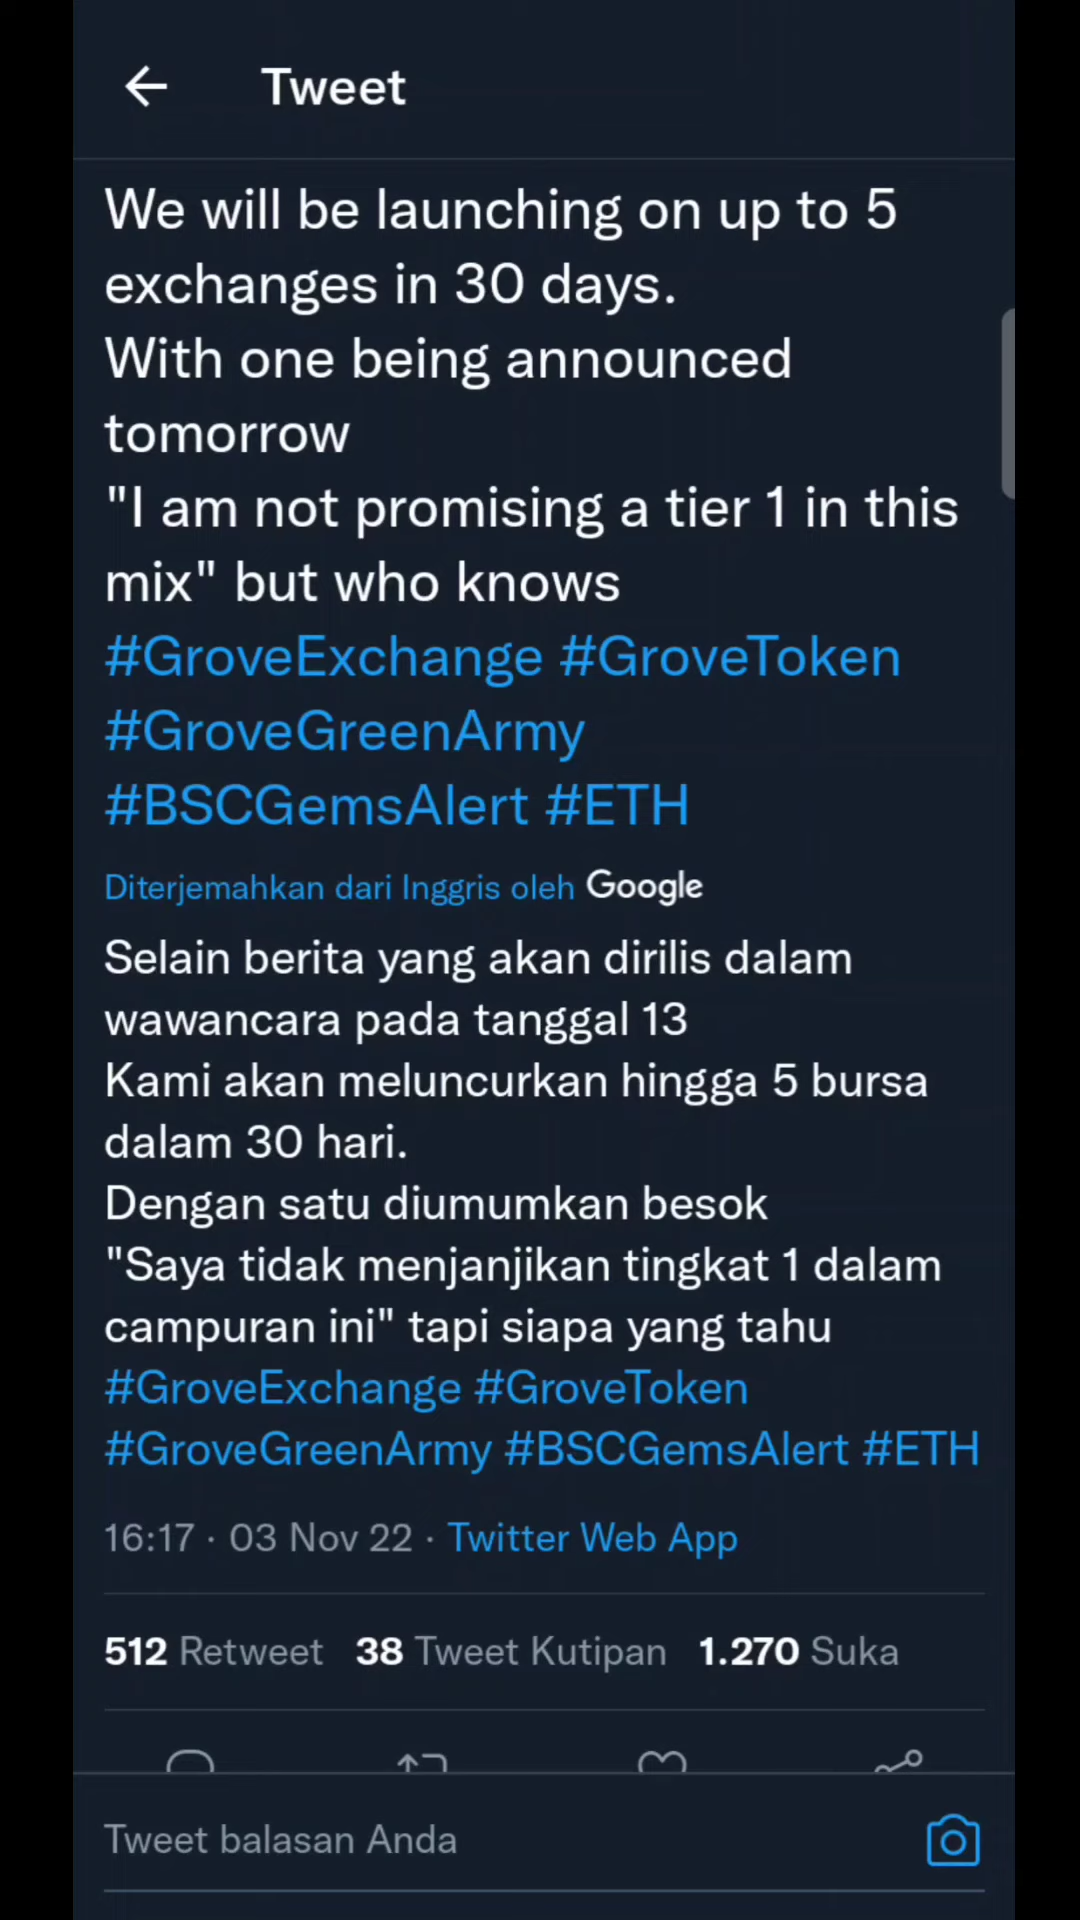 Tweet
We will be launching on up to 5
exchanges in 30 days.
With one being announced
tomorrow
"I am not promising a tier 1 in this
mix" but who knows
#GroveExchange #GroveToken
#GroveGreenArmy
#BSCGemsAlert #ETH
Diterjemahkan dari Inggris oleh Google
Selain berita yang akan dirilis dalam
wawancara pada tanggal 13
Kami akan meluncurkan hingga 5 bursa
dalam 30 hari.
Dengan satu diumumkan besok
"Saya tidak menjanjikan tingkat 1 dalam
campuran ini" tapi siapa yang tahu
#GroveExchange #GroveToken
#GroveGreenArmy #BSCGemsAlert #ETH
16:17 · 03 Nov 22 · Twitter Web App
512 Retweet 38 Tweet Kutipan 1.270 Suka
Tweet balasan Anda